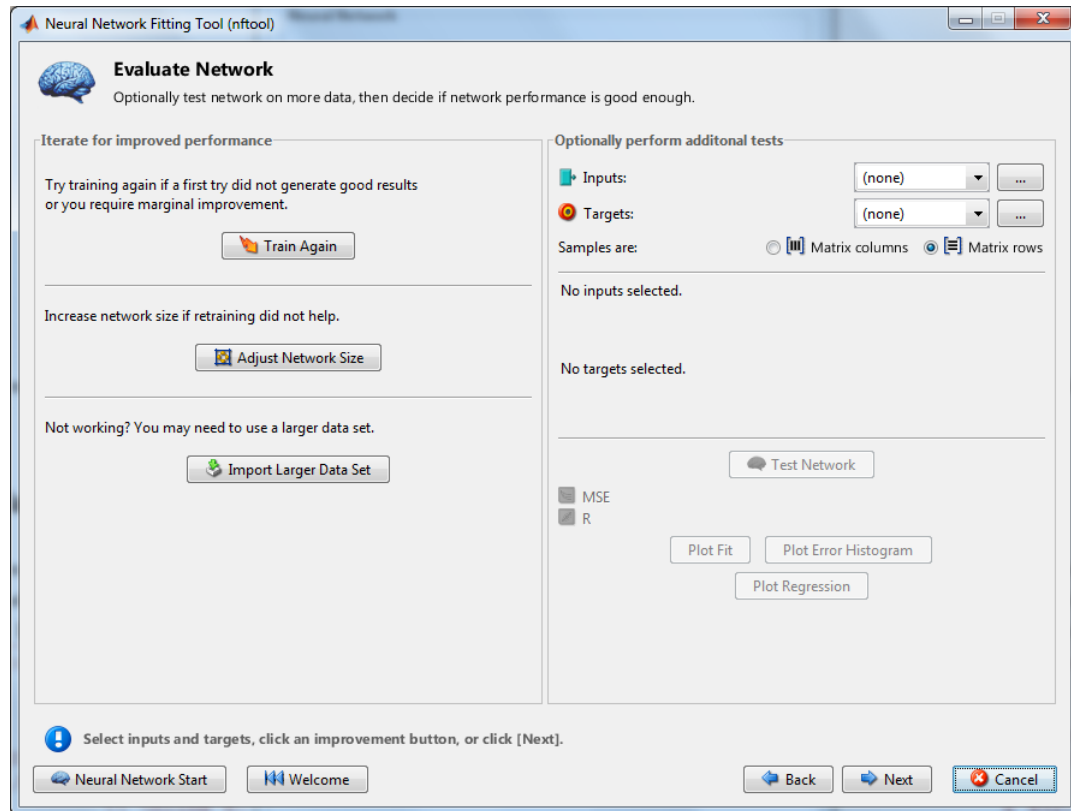 Neural Network Fitting Tool (nftool)
Evaluate Network
Optionally test network on more data, then decide if network performance is good enough.
Iterate for improved performance
Try training again if a first try did not generate good results
or you require marginal improvement.
Train Again
Increase network size if retraining did not help.
Adjust Network Size
Not working? You may need to use a larger data set.
Import Larger Data Set
Optionally perform additonal tests
Inputs:
(none)
...
Targets:
(none)
...
Samples are:
Matrix columns
Matrix rows
No inputs selected.
No targets selected.
Test Network
MSE
R
Plot Fit
Plot Error Histogram
Plot Regression
Select inputs and targets, click an improvement button, or click [Next].
Neural Network Start
Welcome
Back
Next
Cancel